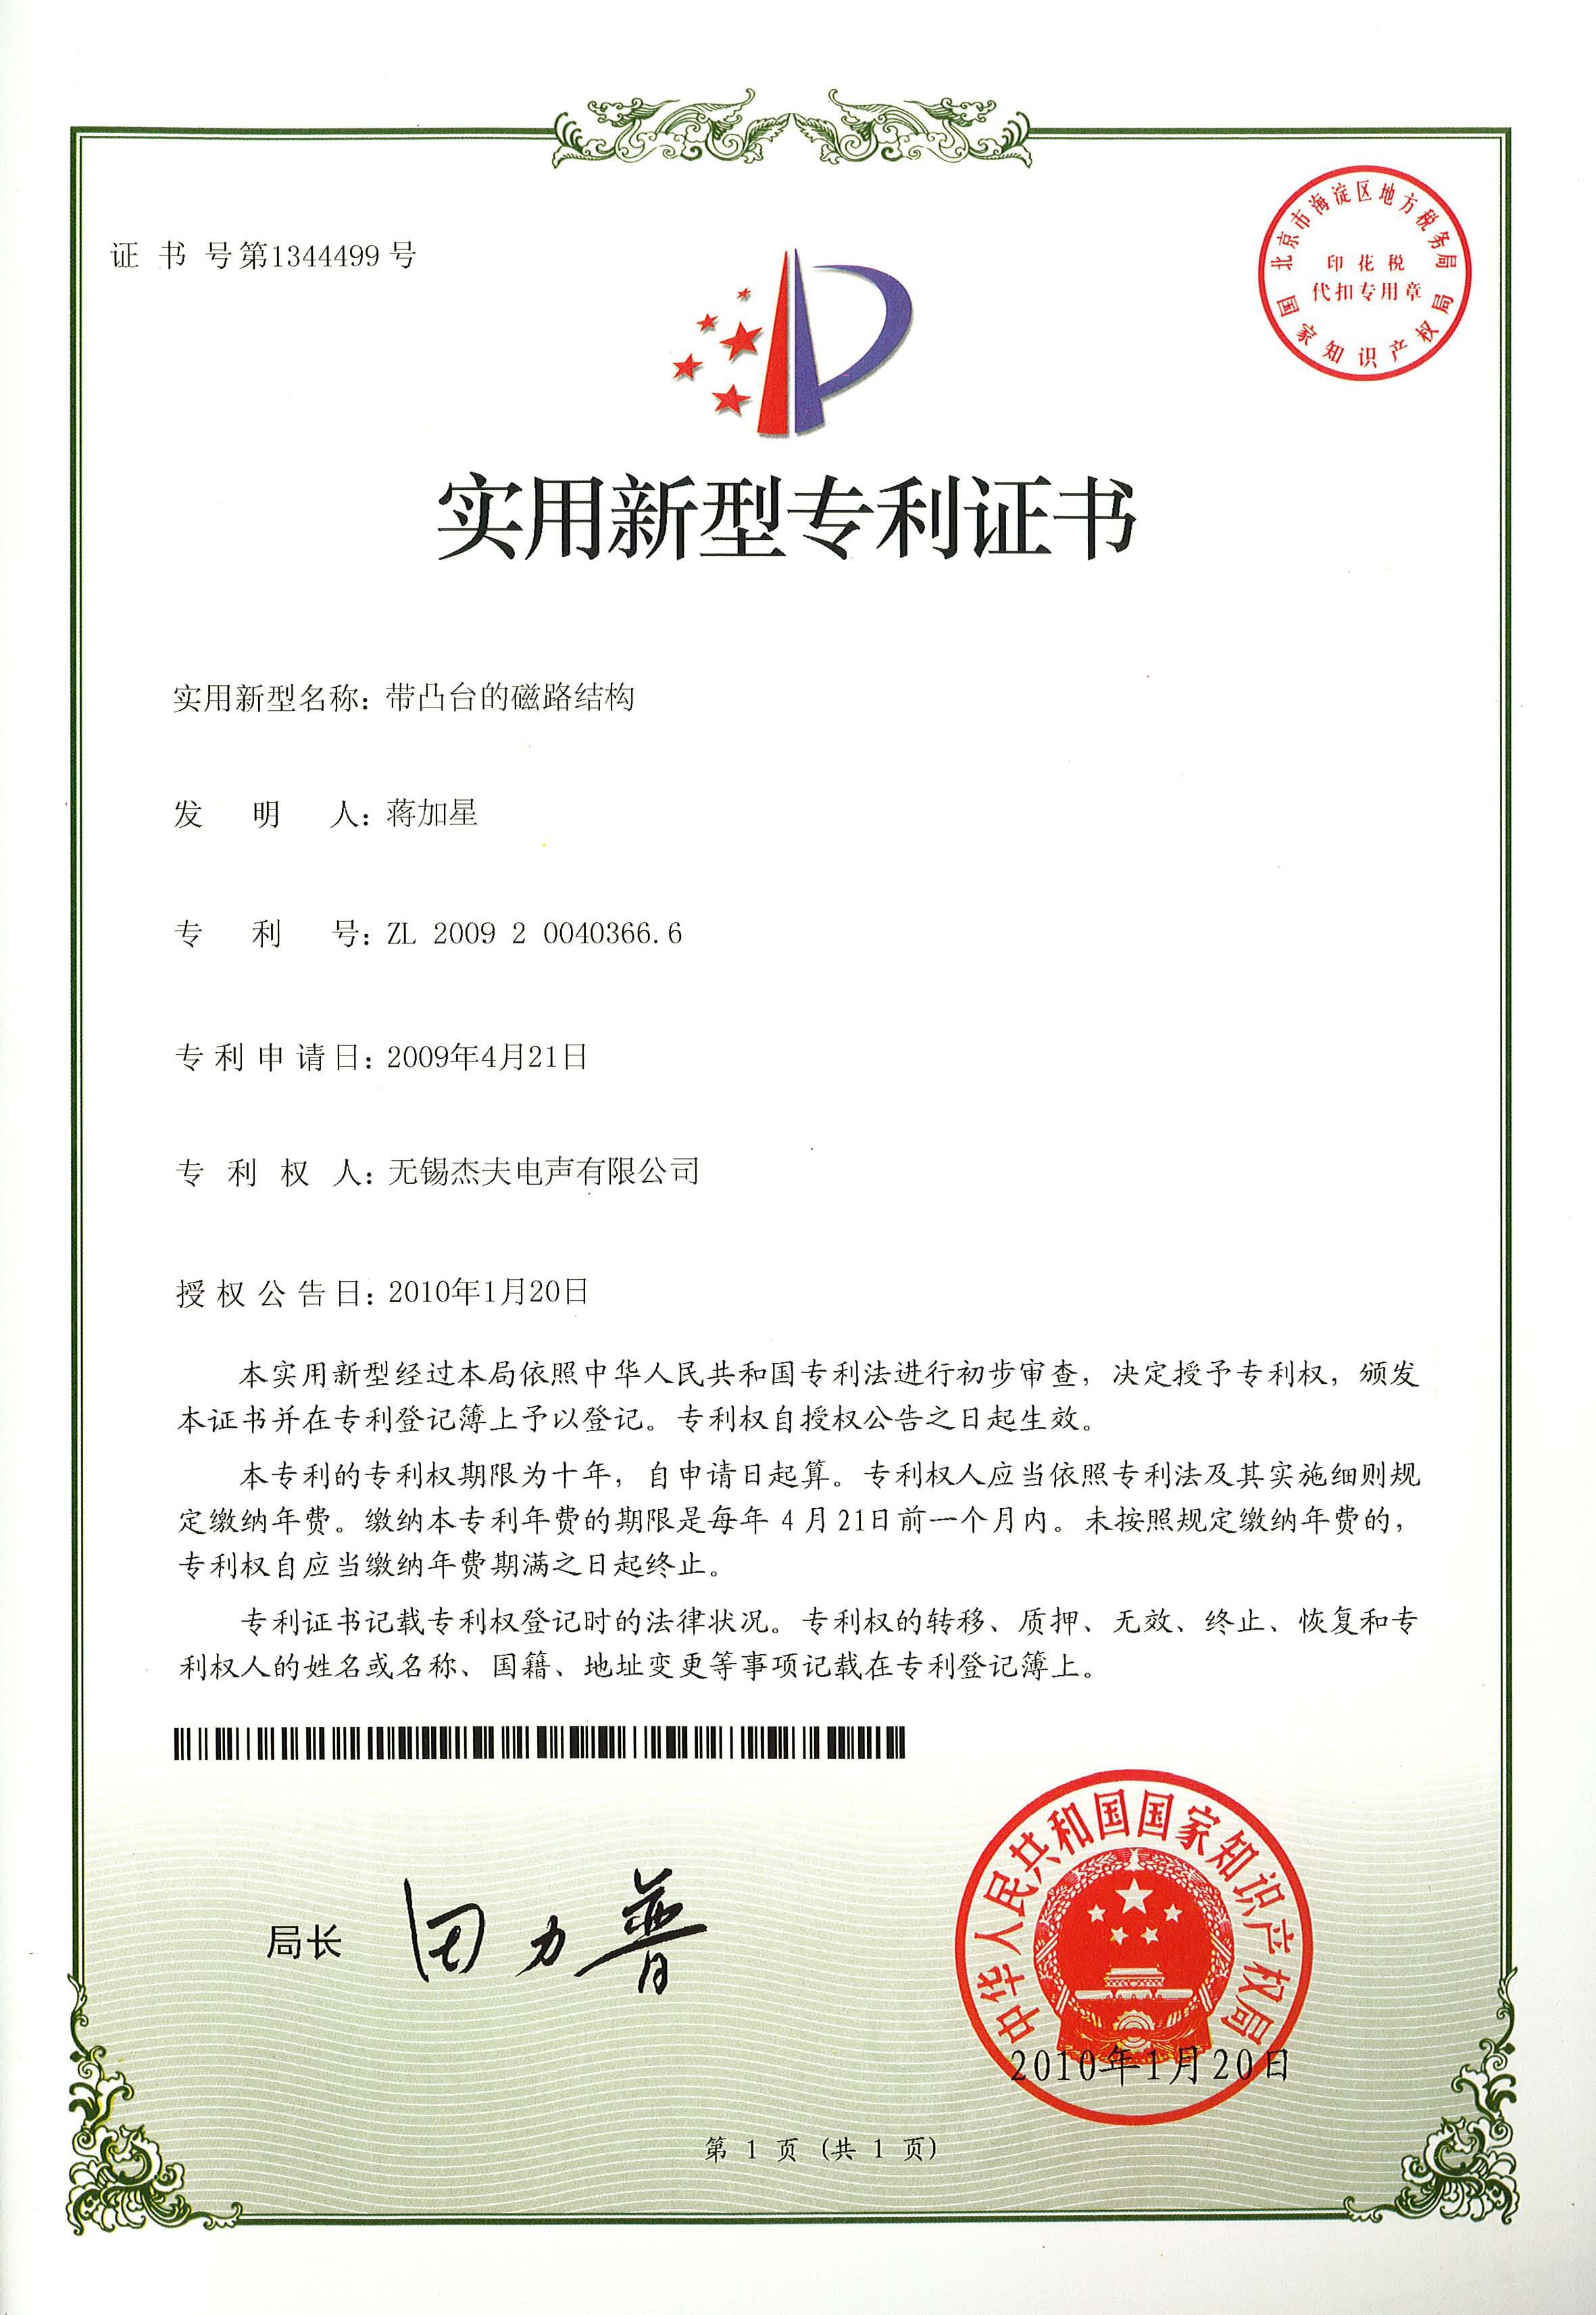 证 书 号第1344499 号
北京市海淀区地方税务局
印 花 税
代扣专用章
国家知识产权局
实用新型专利证书
实用新型名称：带凸台的磁路结构
发 明 人：蒋加星
专 利 号：ZL 2009 2 0040366.6
专 利 申 请 日：2009年4月21日
专 利 权 人：无锡杰夫电声有限公司
授 权 公 告 日：2010年1月20日
本实用新型经过本局依照中华人民共和国专利法进行初步审查，决定授予专利权，颁发
本证书并在专利登记簿上予以登记。专利权自授权公告之日起生效。
本专利的专利权期限为十年，自申请日起算。专利权人应当依照专利法及其实施细则规
定缴纳年费。缴纳本专利年费的期限是每年 4 月 21日前一个月内。未按照规定缴纳年费的，
专利权自应当缴纳年费期满之日起终止。
专利证书记载专利权登记时的法律状况。专利权的转移、质押、无效、终止、恢复和专
利权人的姓名或名称、国籍、地址变更等事项记载在专利登记簿上。
局长 田力普
中华人民共和国国家知识产权局
2010年1月20日
第 1 页 (共 1 页)